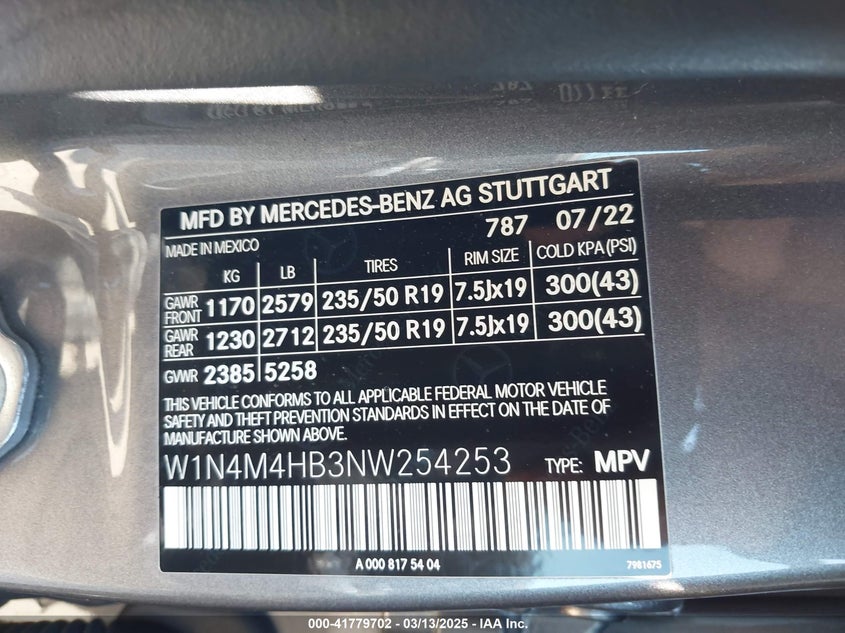 MFD BY MERCEDES-BENZ AG STUTTGART
787 07/22
MADE IN MEXICO
KG LB TIRES RIM SIZE COLD KPA (PSI)
GAWR FRONT 1170 2579 235/50 R19 7.5Jx19 300(43)
GAWR REAR 1230 2712 235/50 R19 7.5Jx19 300(43)
GVWR 2385 5258
THIS VEHICLE CONFORMS TO ALL APPLICABLE FEDERAL MOTOR VEHICLE
SAFETY AND THEFT PREVENTION STANDARDS IN EFFECT ON THE DATE OF
MANUFACTURE SHOWN ABOVE.
W1N4M4HB3NW254253 TYPE: MPV
A 000 817 54 04 7981675
000-41779702 - 03/13/2025 - IAA Inc.